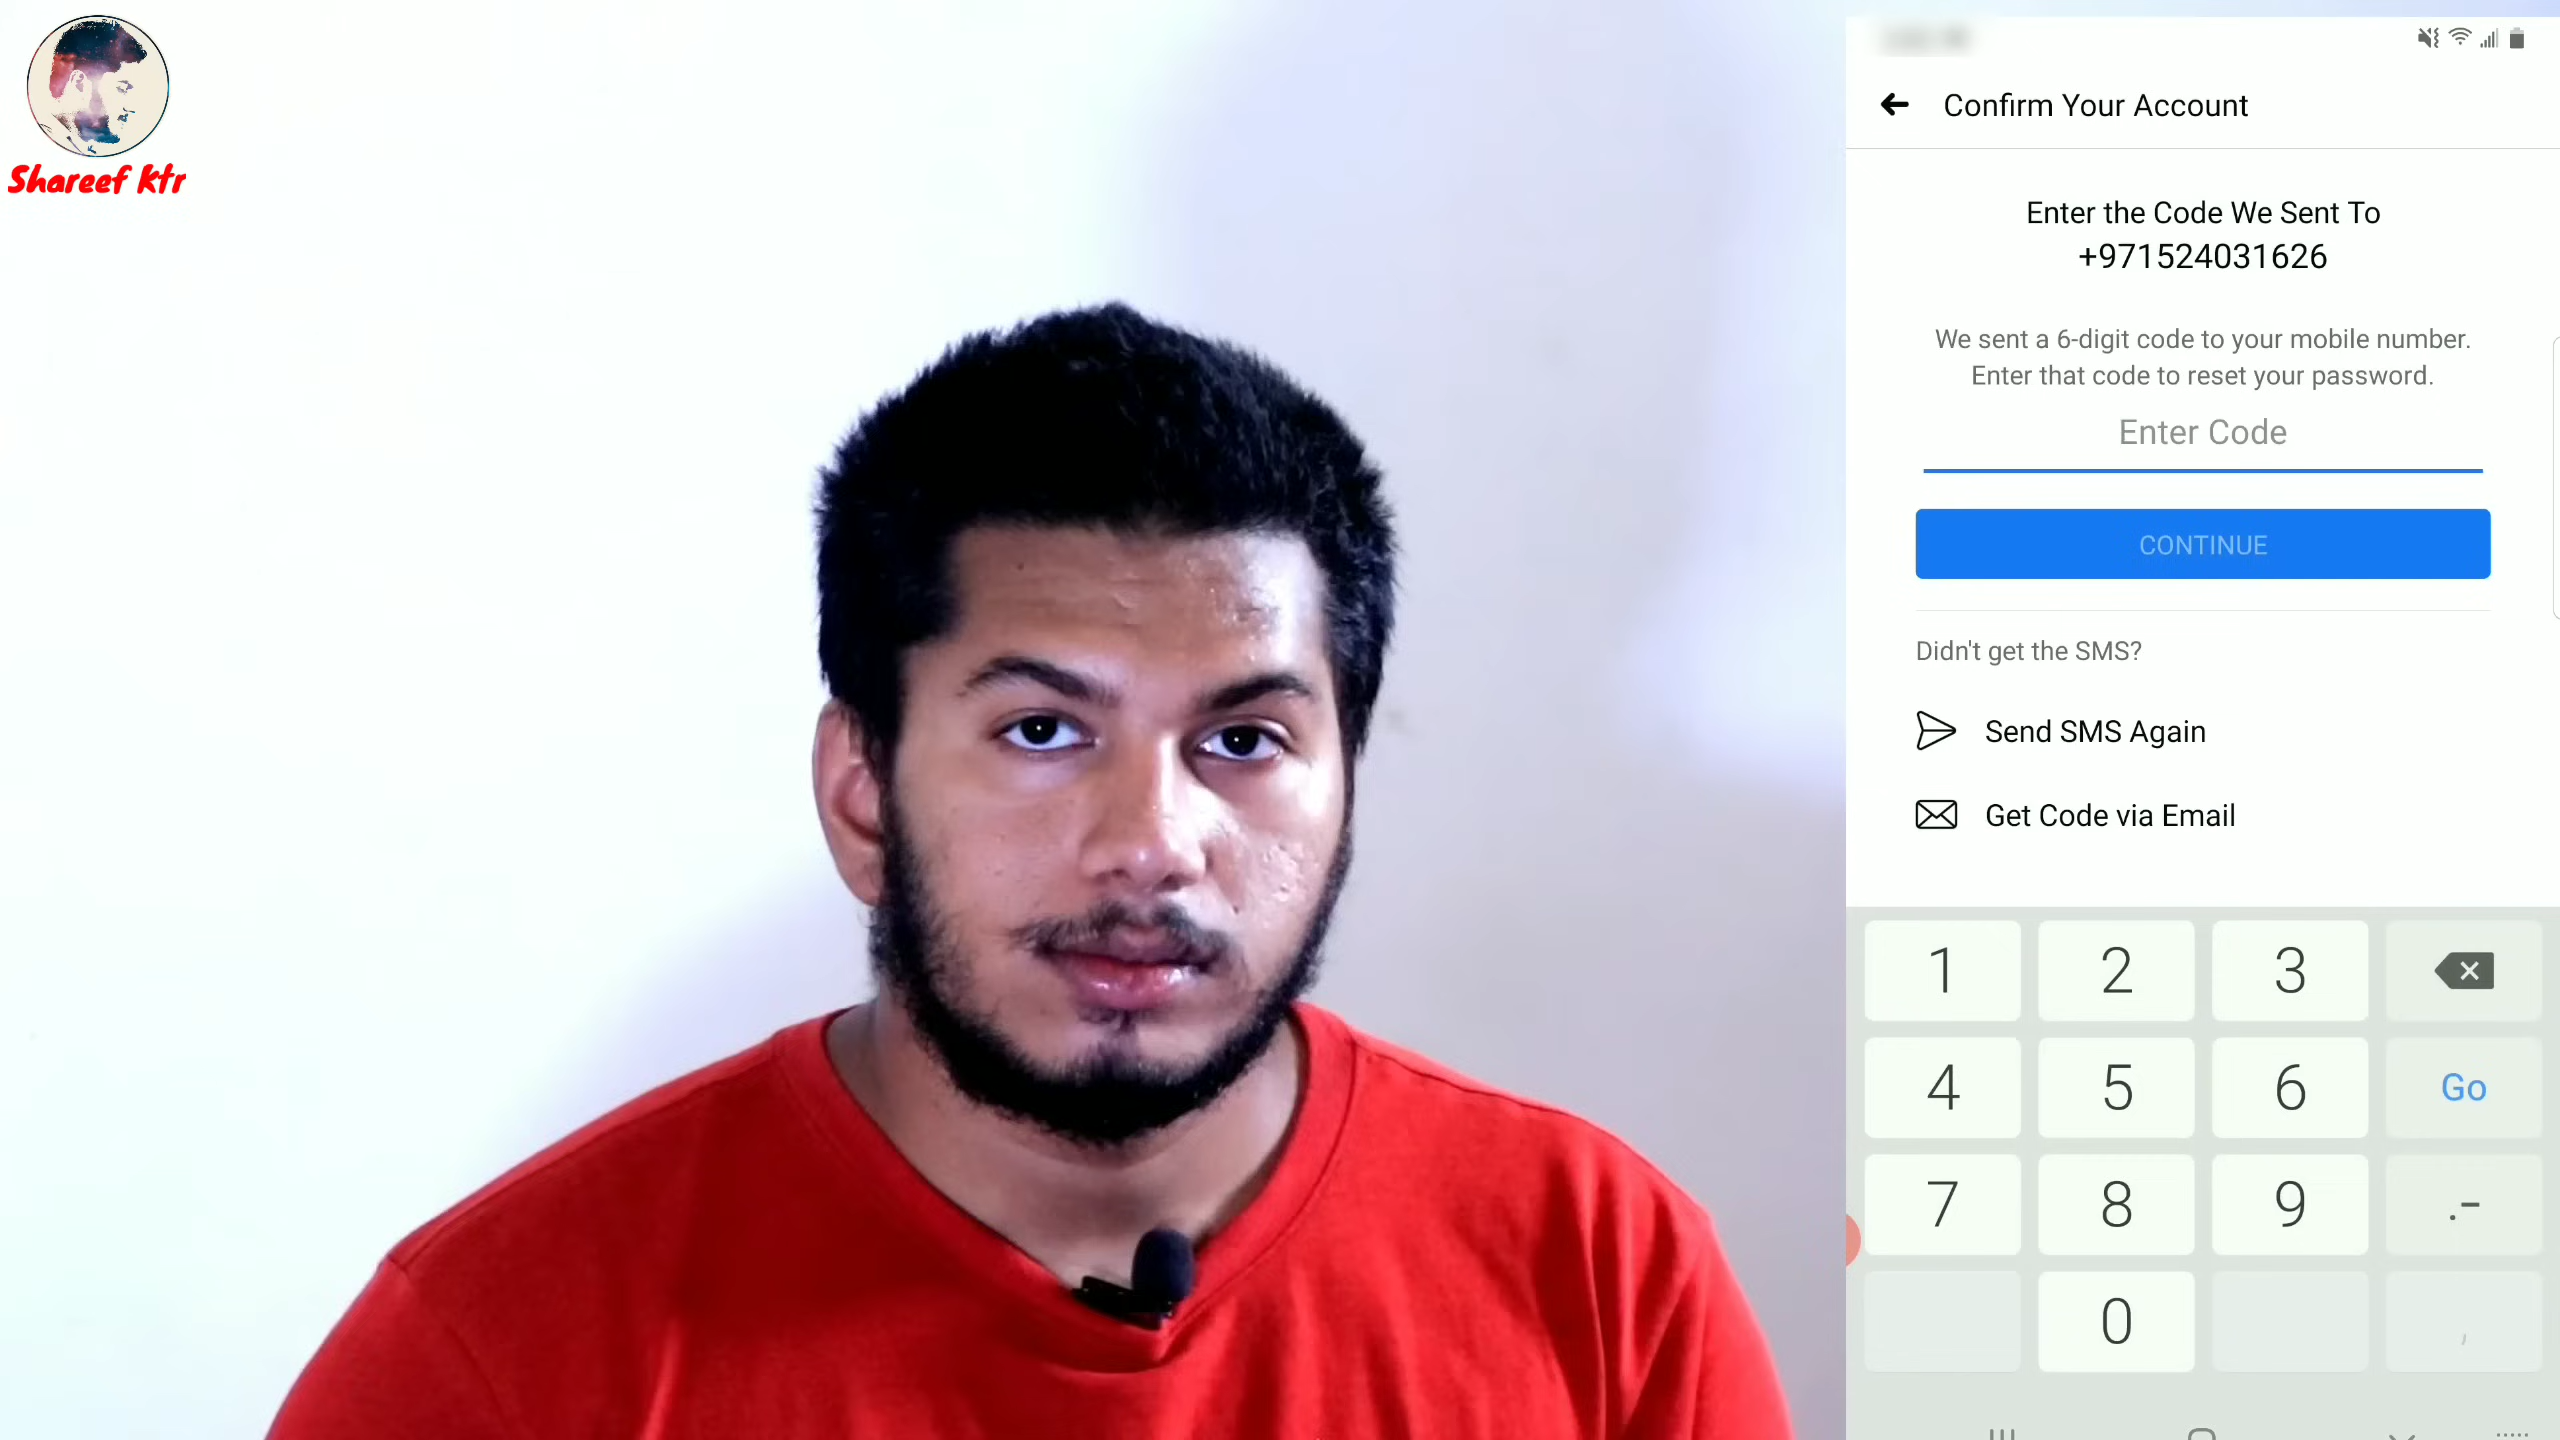 Shareef Kfr
Confirm Your Account
Enter the Code We Sent To
+971524031626
We sent a 6-digit code to your mobile number.
Enter that code to reset your password.
Enter Code
CONTINUE
Didn't get the SMS?
Send SMS Again
Get Code via Email
1 2 3
4 5 6 Go
7 8 9 .-
0 ,